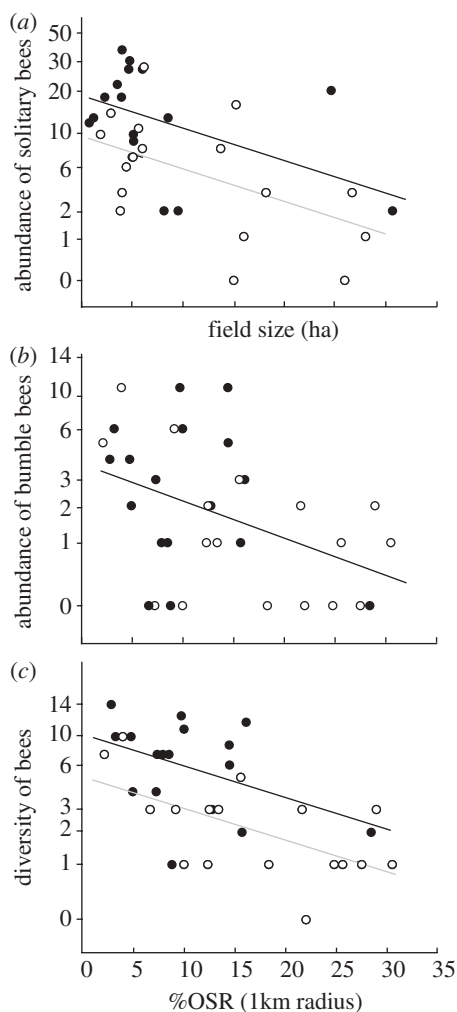 (a)
50
30
20
10
6
2
1
0
abundance of solitary bees
field size (ha)
(b)
14
10
6
3
2
1
0
abundance of bumble bees
(c)
14
10
6
3
2
1
0
diversity of bees
0 5 10 15 20 25 30 35
%OSR (1km radius)